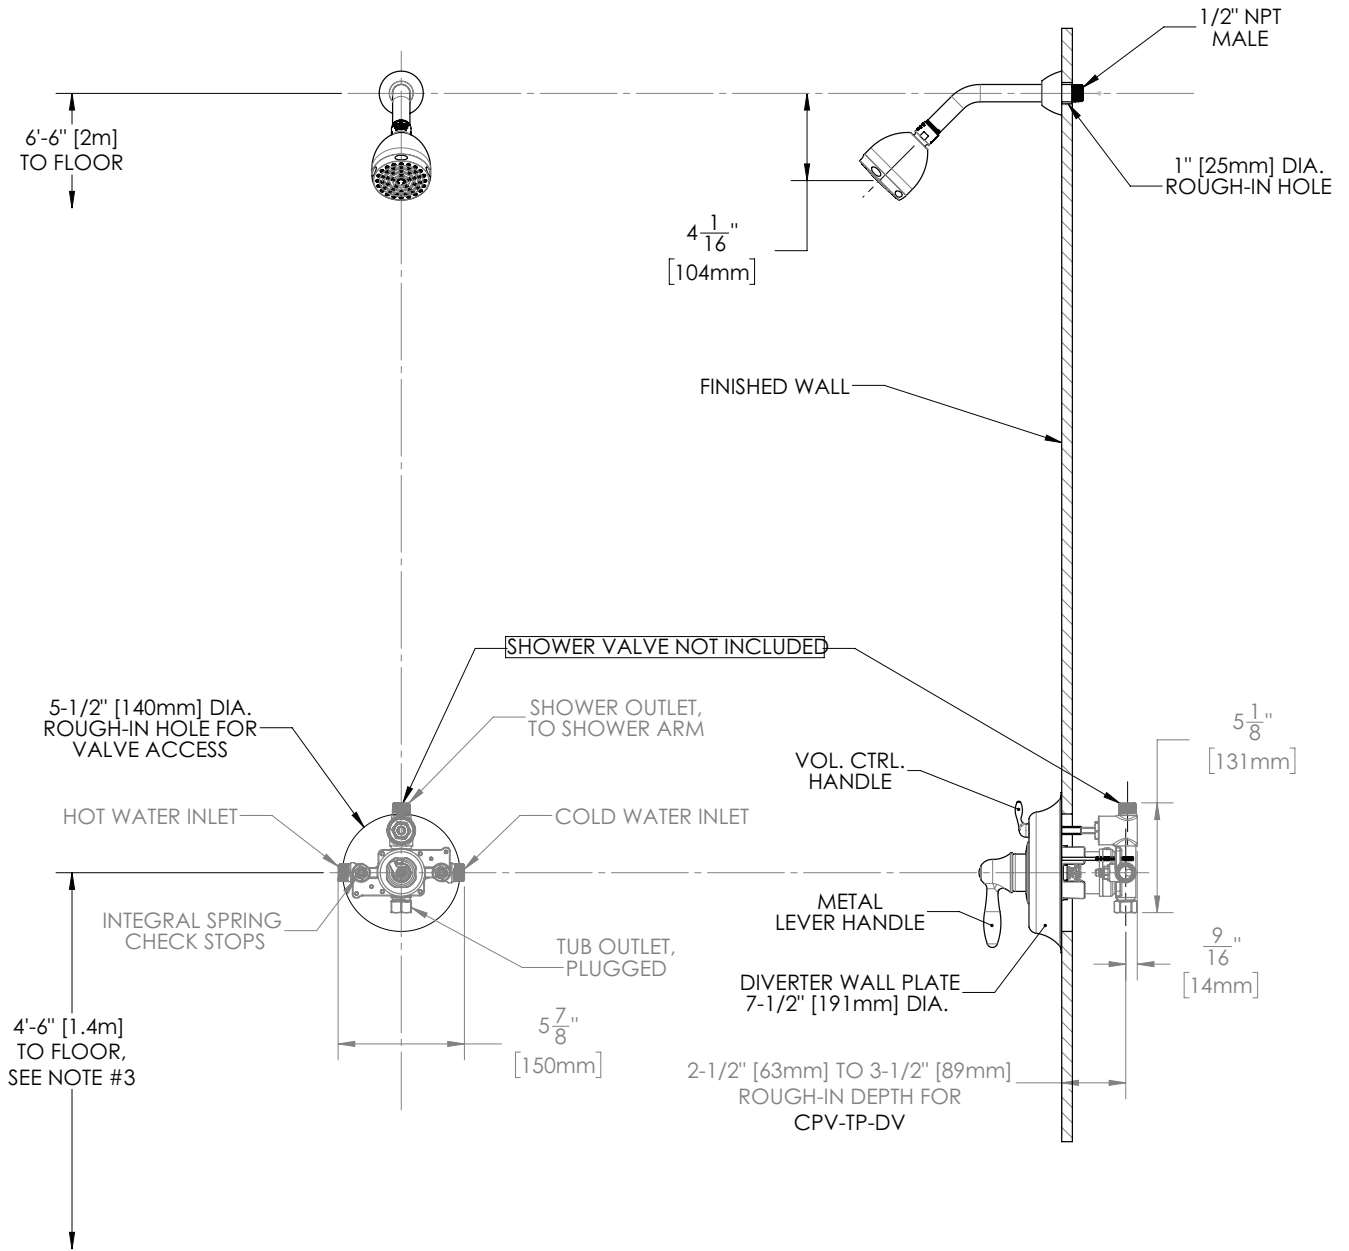 1/2" NPT
MALE
6'-6" [2m]
TO FLOOR
1" [25mm] DIA.
ROUGH-IN HOLE
4 1/16"
[104mm]
FINISHED WALL
SHOWER VALVE NOT INCLUDED
5-1/2" [140mm] DIA.
ROUGH-IN HOLE FOR
VALVE ACCESS
SHOWER OUTLET,
TO SHOWER ARM
5 1/8"
[131mm]
VOL. CTRL.
HANDLE
HOT WATER INLET
COLD WATER INLET
INTEGRAL SPRING
CHECK STOPS
METAL
LEVER HANDLE
TUB OUTLET,
PLUGGED
9/16"
[14mm]
DIVERTER WALL PLATE
7-1/2" [191mm] DIA.
4'-6" [1.4m]
TO FLOOR,
SEE NOTE #3
5 7/8"
[150mm]
2-1/2" [63mm] TO 3-1/2" [89mm]
ROUGH-IN DEPTH FOR
CPV-TP-DV